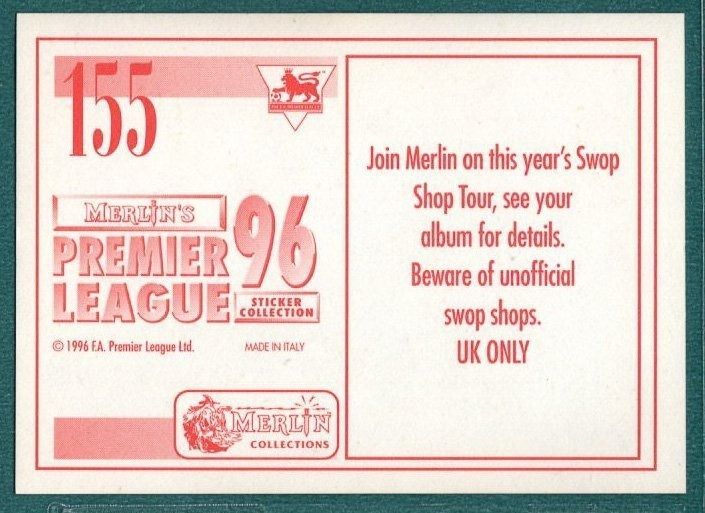 155
MERLIN'S
PREMIER
LEAGUE
96
STICKER
COLLECTION
© 1996 F.A. Premier League Ltd.
MADE IN ITALY
MERLIN
COLLECTIONS
Join Merlin on this year's Swop
Shop Tour, see your
album for details.
Beware of unofficial
swop shops.
UK ONLY